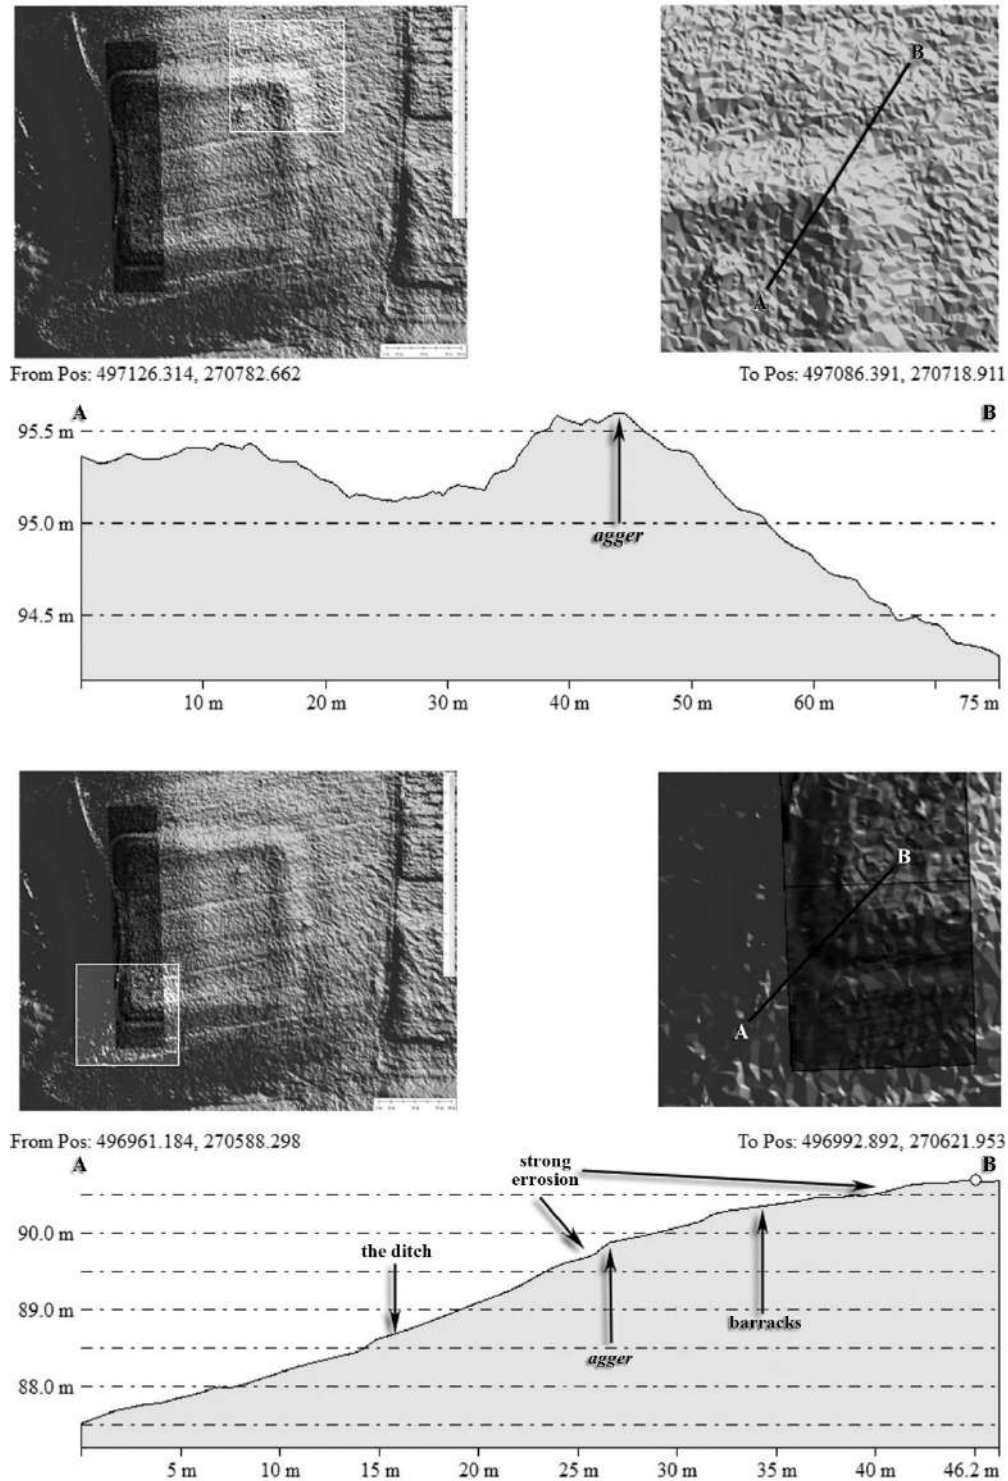 B
A
From Pos: 497126.314, 270782.662
To Pos: 497086.391, 270718.911
A
B
95.5 m
95.0 m
agger
94.5 m
10 m 20 m 30 m 40 m 50 m 60 m 75 m
B
A
From Pos: 496961.184, 270588.298
To Pos: 496992.892, 270621.953
A
B
strong
errosion
90.0 m
the ditch
89.0 m
barracks
agger
88.0 m
5 m 10 m 15 m 20 m 25 m 30 m 35 m 40 m 46.2 m